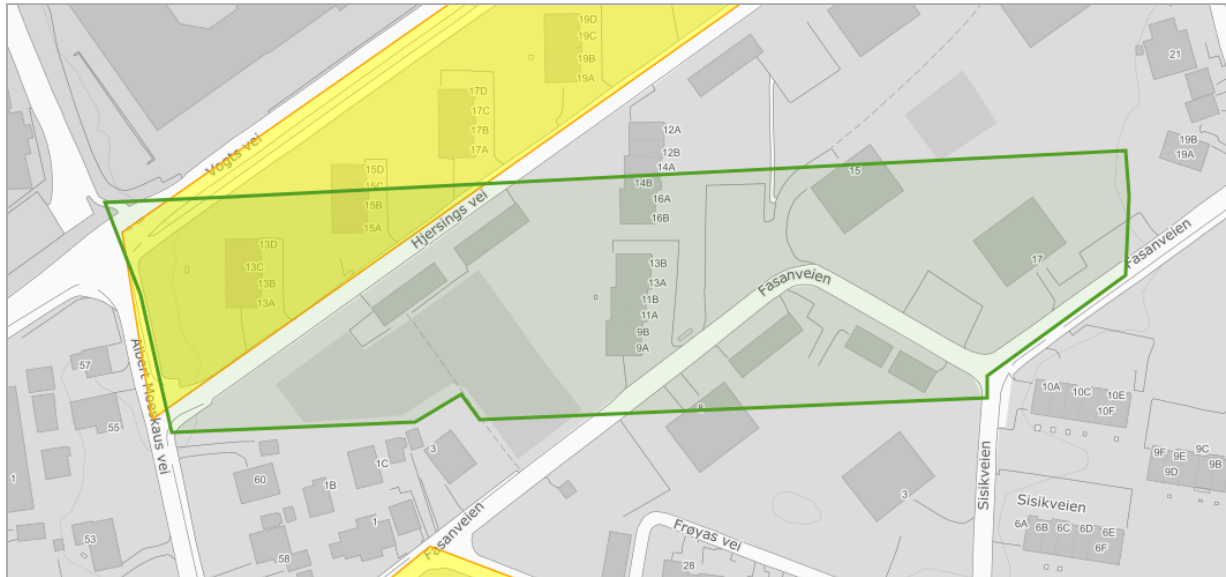 19D
19C
19B
19A
21
17D
17C
17B
17A
Vogts vei
12A
12B
14A
14B
16A
16B
19B
19A
15D
15C
15B
15A
15
Hjersings vei
13D
13C
13B
13A
13B
13A
11B
11A
9B
9A
Fasanveien
17
Fasanveien
Albert Moeskaus vei
57
55
53
1
60
58
1B
1C
1
3
8
3
Fasanveien
Frøyas vei
28
Sisikveien
10A
10C
10E
10F
9F
9E
9D
9C
9B
Sisikveien
6A
6B
6C
6D
6E
6F